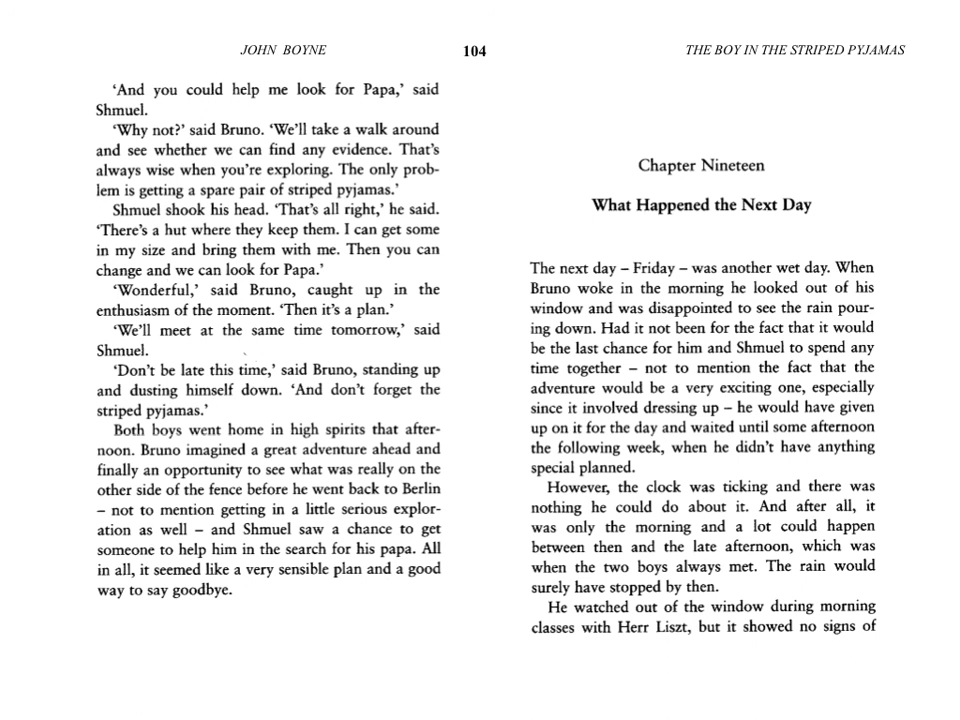 JOHN BOYNE
104
THE BOY IN THE STRIPED PYJAMAS
‘And you could help me look for Papa,’ said
Shmuel.
‘Why not?’ said Bruno. ‘We’ll take a walk around
and see whether we can find any evidence. That’s
always wise when you’re exploring. The only prob-
lem is getting a spare pair of striped pyjamas.’
Shmuel shook his head. ‘That’s all right,’ he said.
‘There’s a hut where they keep them. I can get some
in my size and bring them with me. Then you can
change and we can look for Papa.’
‘Wonderful,’ said Bruno, caught up in the
enthusiasm of the moment. ‘Then it’s a plan.’
‘We’ll meet at the same time tomorrow,’ said
Shmuel.
‘Don’t be late this time,’ said Bruno, standing up
and dusting himself down. ‘And don’t forget the
striped pyjamas.’
Both boys went home in high spirits that after-
noon. Bruno imagined a great adventure ahead and
finally an opportunity to see what was really on the
other side of the fence before he went back to Berlin
– not to mention getting in a little serious explor-
ation as well – and Shmuel saw a chance to get
someone to help him in the search for his papa. All
in all, it seemed like a very sensible plan and a good
way to say goodbye.
Chapter Nineteen
What Happened the Next Day
The next day – Friday – was another wet day. When
Bruno woke in the morning he looked out of his
window and was disappointed to see the rain pour-
ing down. Had it not been for the fact that it would
be the last chance for him and Shmuel to spend any
time together – not to mention the fact that the
adventure would be a very exciting one, especially
since it involved dressing up – he would have given
up on it for the day and waited until some afternoon
the following week, when he didn’t have anything
special planned.
However, the clock was ticking and there was
nothing he could do about it. And after all, it
was only the morning and a lot could happen
between then and the late afternoon, which was
when the two boys always met. The rain would
surely have stopped by then.
He watched out of the window during morning
classes with Herr Liszt, but it showed no signs of